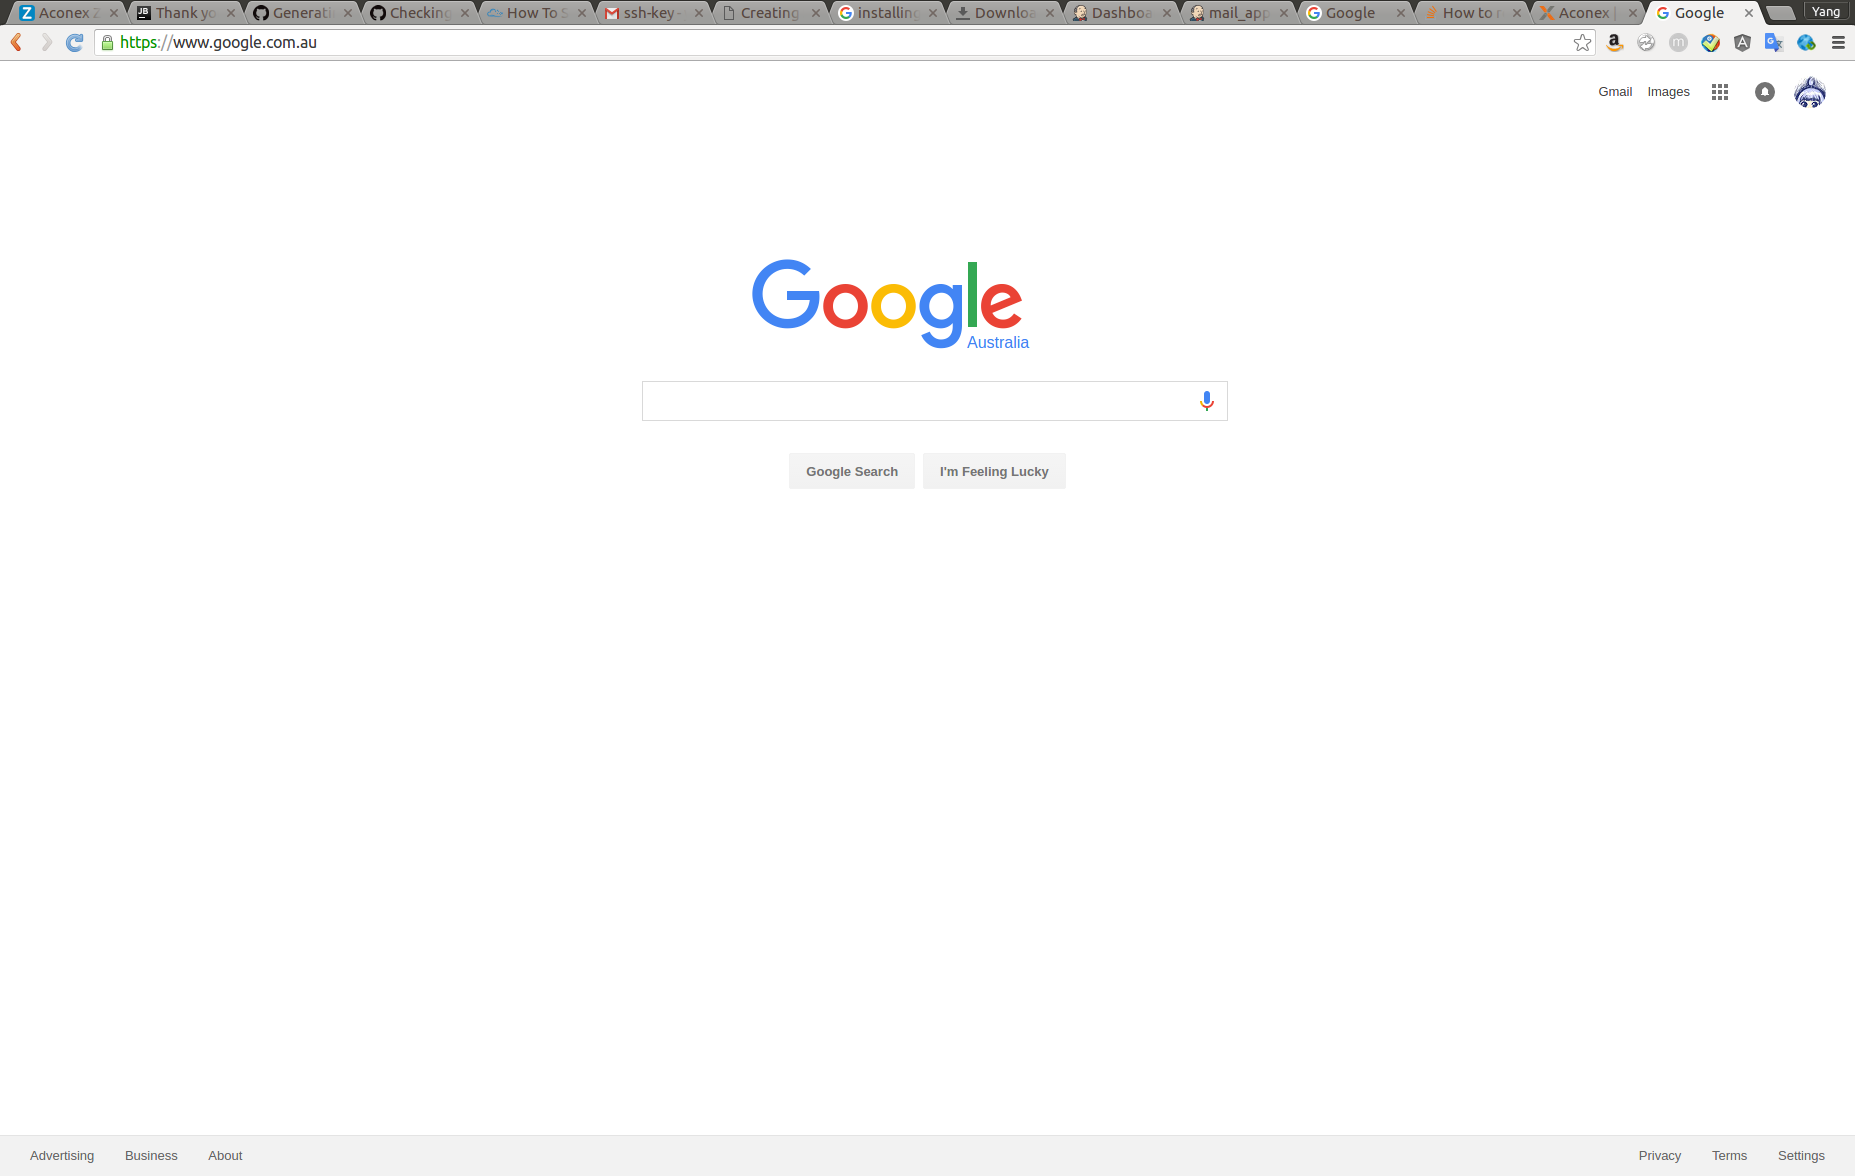 Aconex Z Thank yo Generati Checking How To S ssh-key - Creating installing Downloa Dashboa mail_app Google How to r Aconex | Google Yang
https://www.google.com.au
Gmail Images
Google
Australia
Google Search I'm Feeling Lucky
Advertising Business About Privacy Terms Settings